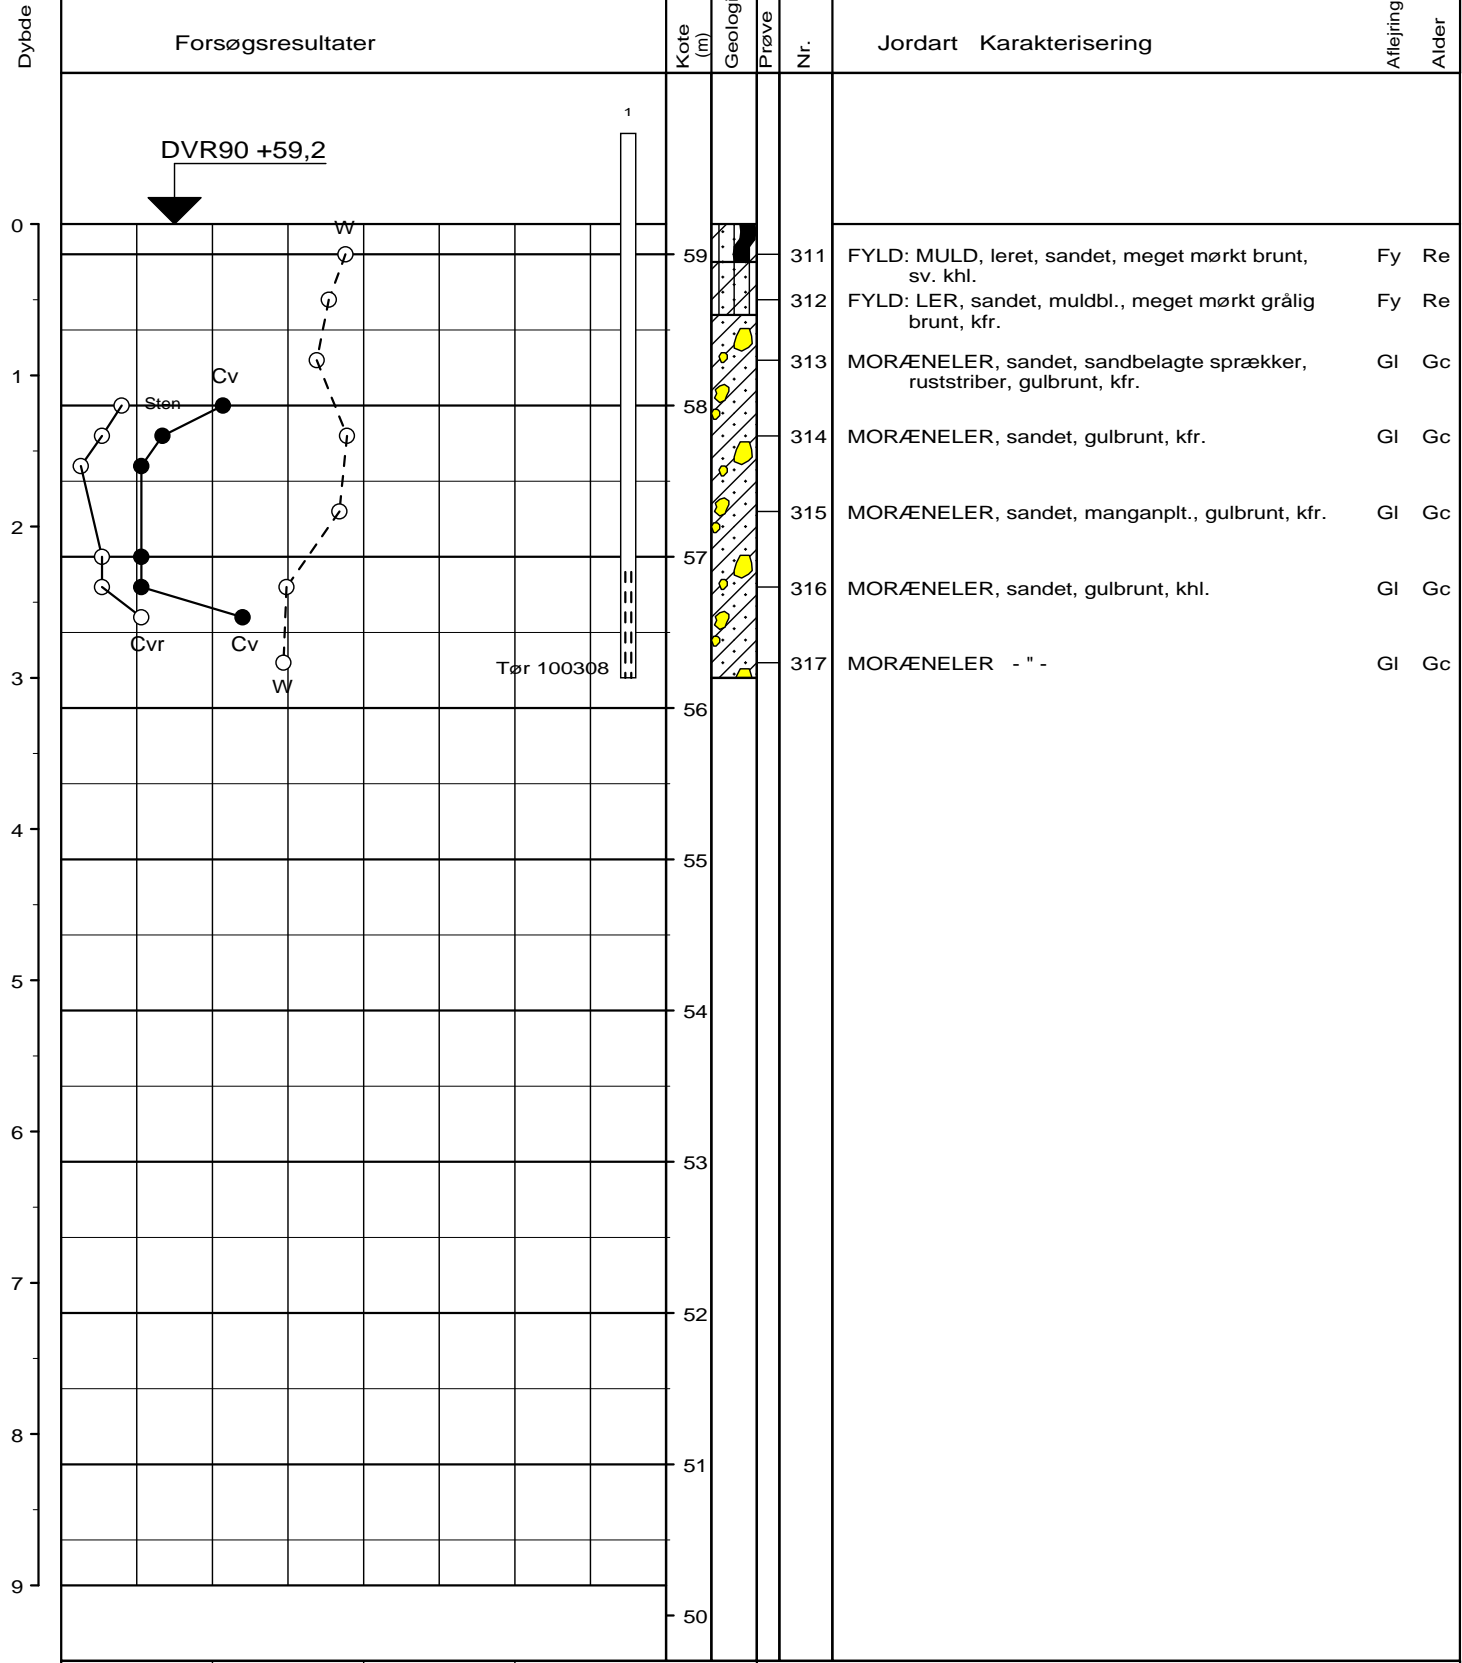 Dybde
Forsøgsresultater
Kote
(m)
Geologi
Prøve
Nr.
Jordart Karakterisering
Aflejring
Alder
1
DVR90 +59,2
0
W
59
311 FYLD: MULD, leret, sandet, meget mørkt brunt, Fy Re
sv. khl.
312 FYLD: LER, sandet, muldbl., meget mørkt grålig Fy Re
brunt, kfr.
313 MORÆNELER, sandet, sandbelagte sprækker, Gl Gc
ruststriber, gulbrunt, kfr.
1
Cv
Sten
58
314 MORÆNELER, sandet, gulbrunt, kfr. Gl Gc
315 MORÆNELER, sandet, manganplt., gulbrunt, kfr. Gl Gc
2
57
316 MORÆNELER, sandet, gulbrunt, khl. Gl Gc
Cvr Cv
Tør 100308
317 MORÆNELER - " - Gl Gc
3
W
56
4
55
5
54
6
53
7
52
8
51
9
50